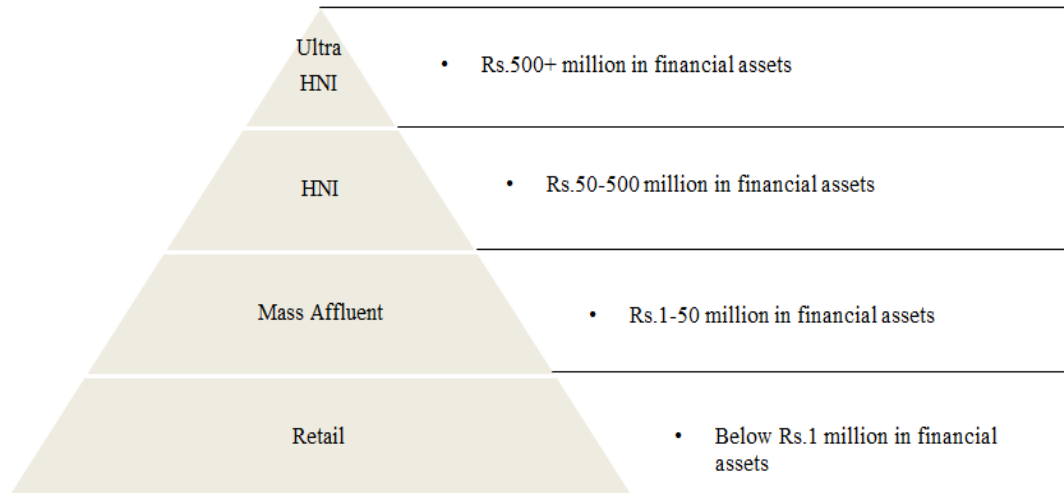 Ultra
HNI
• Rs.500+ million in financial assets
HNI
• Rs.50-500 million in financial assets
Mass Affluent
• Rs.1-50 million in financial assets
Retail
• Below Rs.1 million in financial
assets